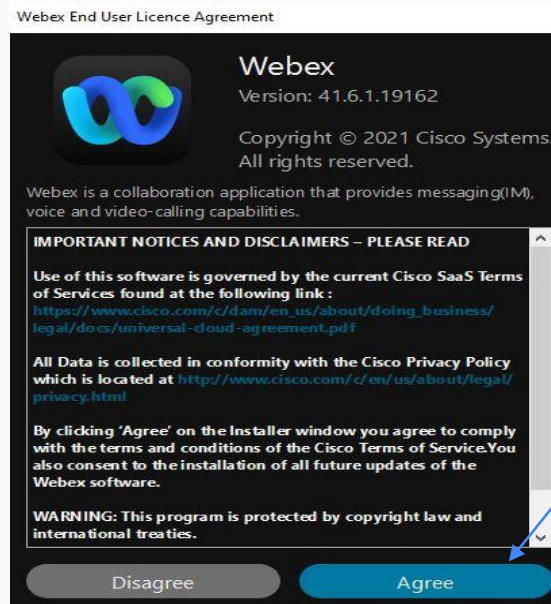 Webex End User Licence Agreement
Webex
Version: 41.6.1.19162
Copyright © 2021 Cisco Systems.
All rights reserved.
Webex is a collaboration application that provides messaging(IM),
voice and video-calling capabilities.
IMPORTANT NOTICES AND DISCLAIMERS – PLEASE READ
Use of this software is governed by the current Cisco SaaS Terms
of Services found at the following link :
https://www.cisco.com/c/dam/en_us/about/doing_business/
legal/docs/universal-cloud-agreement.pdf
All Data is collected in conformity with the Cisco Privacy Policy
which is located at http://www.cisco.com/c/en/us/about/legal/
privacy.html
By clicking ‘Agree’ on the Installer window you agree to comply
with the terms and conditions of the Cisco Terms of Service.You
also consent to the installation of all future updates of the
Webex software.
WARNING: This program is protected by copyright law and
international treaties.
Disagree
Agree